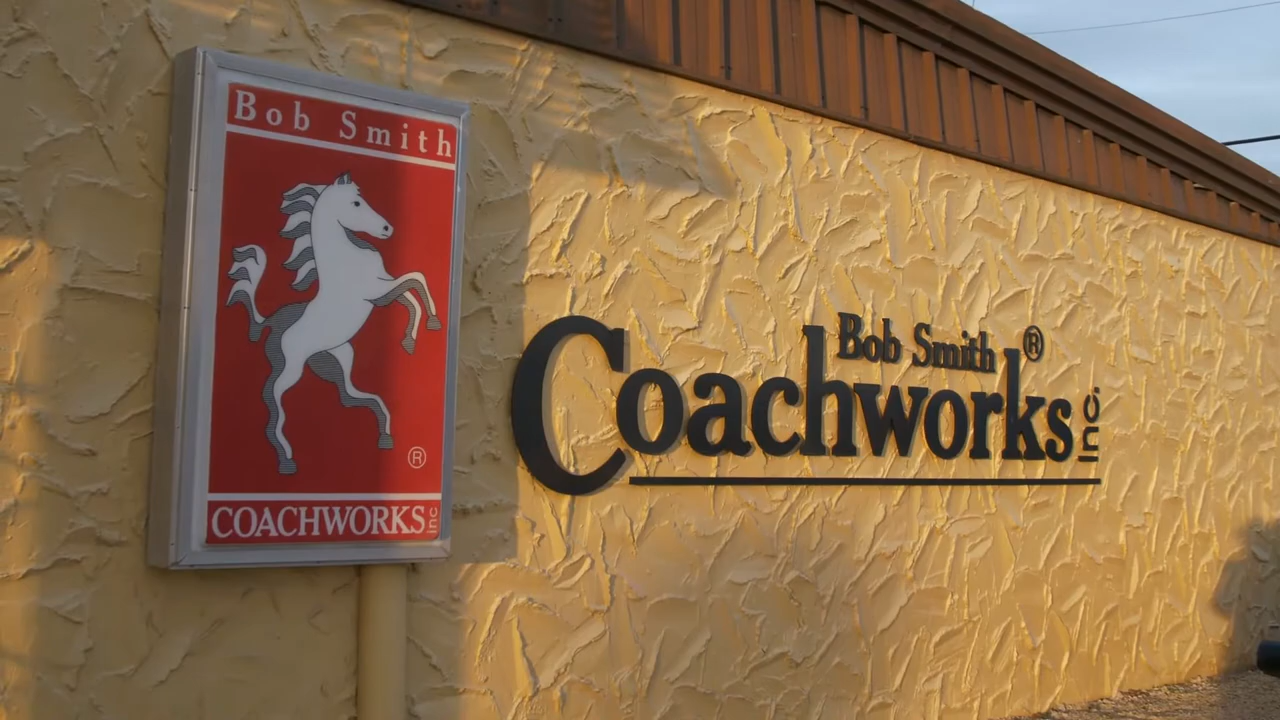 Bob Smith
®
COACHWORKS inc
Bob Smith ®
Coachworks inc.